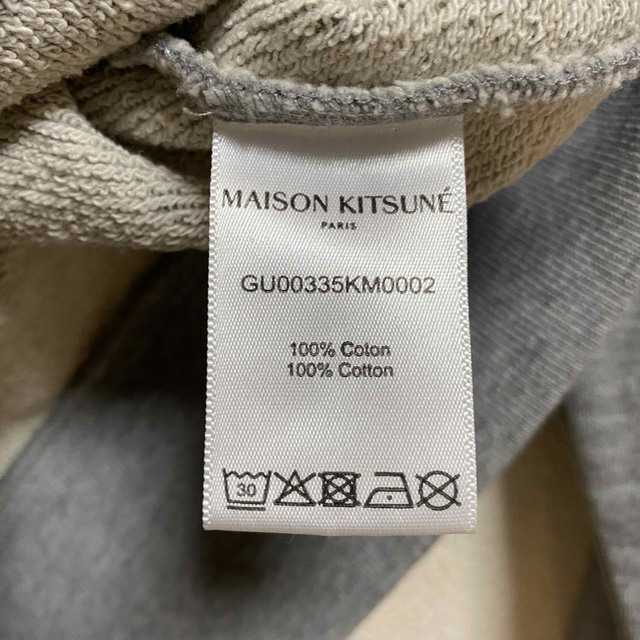 MAISON KITSUNÉ
PARIS
GU00335KM0002
100% Coton
100% Cotton
30